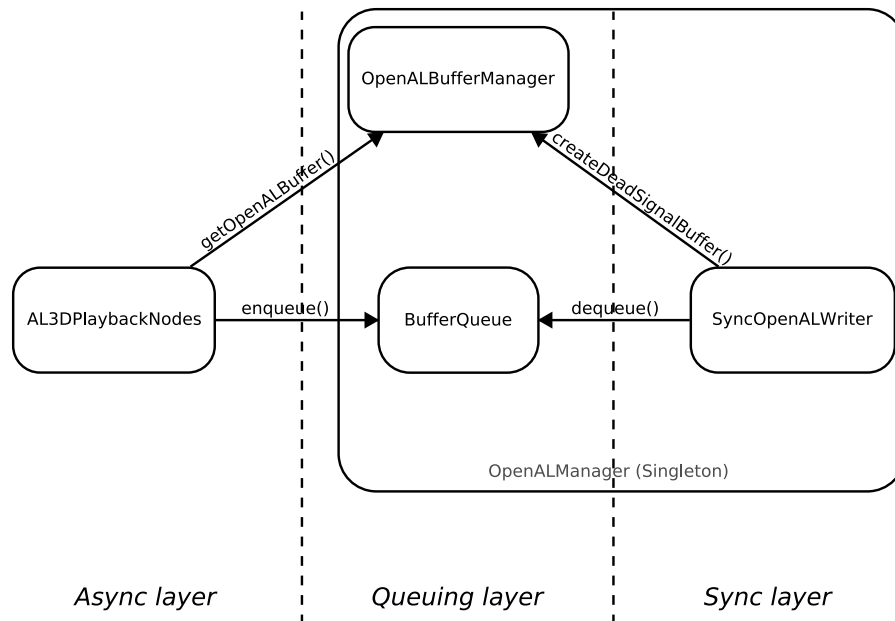 OpenALBufferManager
getOpenALBuffer()
createDeadSignalBuffer()
AL3DPlaybackNodes
enqueue()
BufferQueue
dequeue()
SyncOpenALWriter
OpenALManager (Singleton)
Async layer
Queuing layer
Sync layer